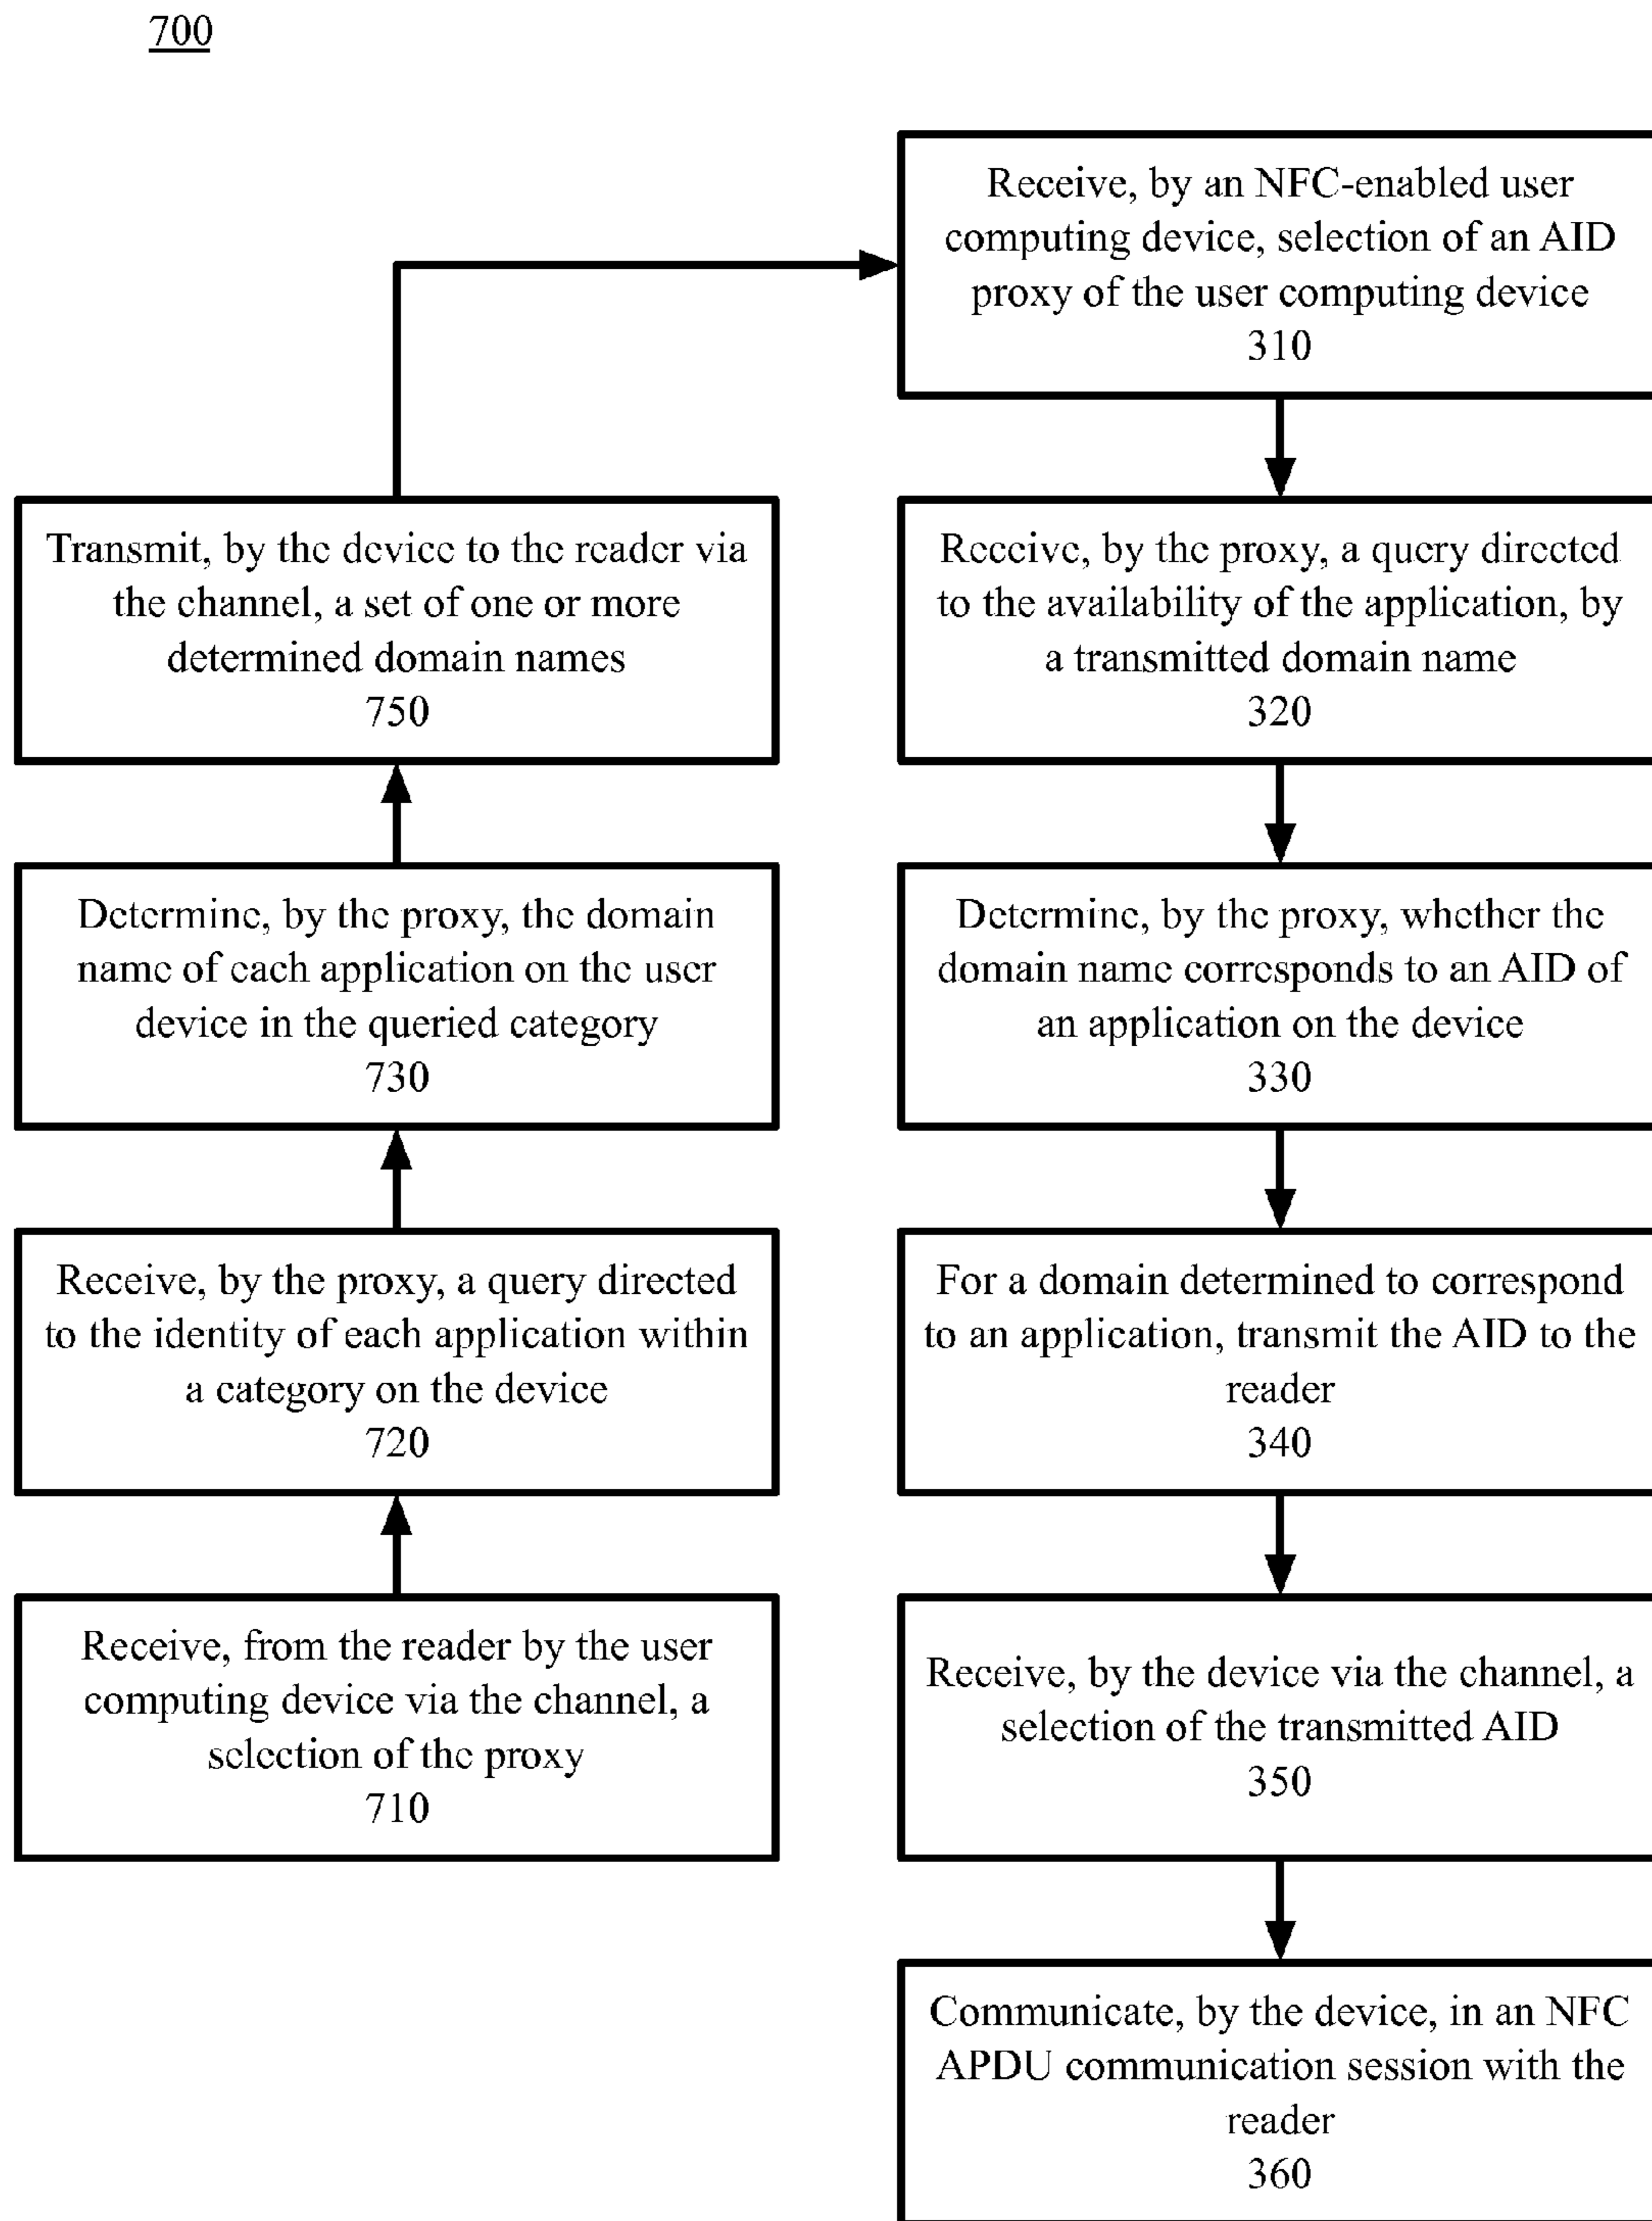 700
Receive, by an NFC-enabled user
computing device, selection of an AID
proxy of the user computing device
310
Transmit, by the device to the reader via
the channel, a set of one or more
determined domain names
750
Receive, by the proxy, a query directed
to the availability of the application, by
a transmitted domain name
320
Determine, by the proxy, the domain
name of each application on the user
device in the queried category
730
Determine, by the proxy, whether the
domain name corresponds to an AID of
an application on the device
330
Receive, by the proxy, a query directed
to the identity of each application within
a category on the device
720
For a domain determined to correspond
to an application, transmit the AID to the
reader
340
Receive, from the reader by the user
computing device via the channel, a
selection of the proxy
710
Receive, by the device via the channel, a
selection of the transmitted AID
350
Communicate, by the device, in an NFC
APDU communication session with the
reader
360